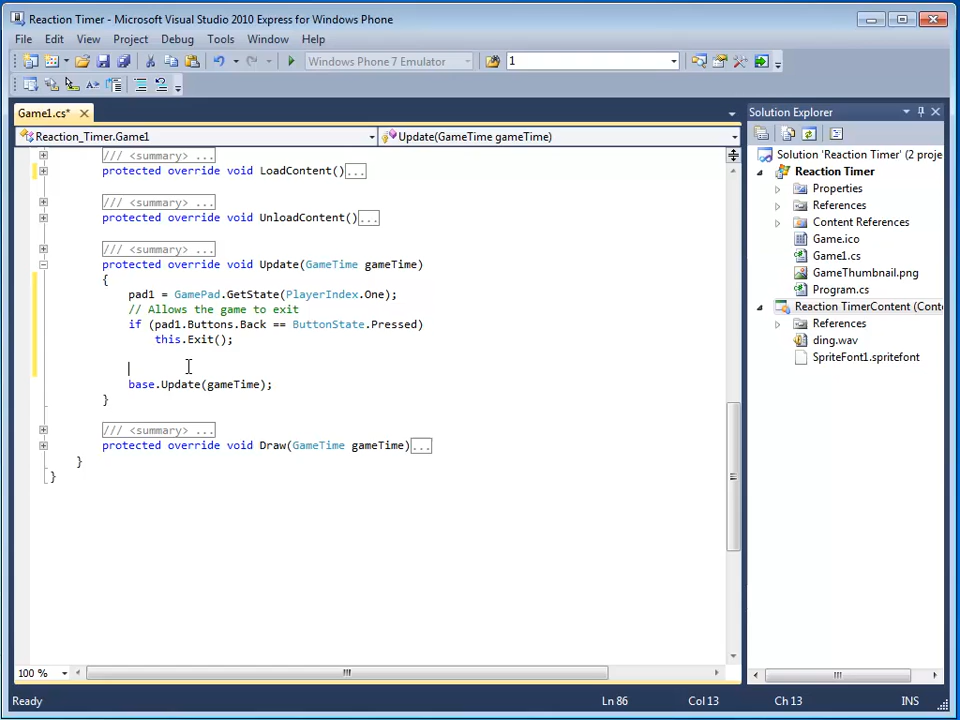 Reaction Timer - Microsoft Visual Studio 2010 Express for Windows Phone
File Edit View Project Debug Tools Window Help
Windows Phone 7 Emulator 1
Game1.cs*
Reaction_Timer.Game1 Update(GameTime gameTime)
/// <summary> ...
protected override void LoadContent()...
/// <summary> ...
protected override void UnloadContent()...
/// <summary> ...
protected override void Update(GameTime gameTime)
{
pad1 = GamePad.GetState(PlayerIndex.One);
// Allows the game to exit
if (pad1.Buttons.Back == ButtonState.Pressed)
this.Exit();
base.Update(gameTime);
}
/// <summary> ...
protected override void Draw(GameTime gameTime)...
}
}
100 %
Solution Explorer
Solution 'Reaction Timer' (2 proje
Reaction Timer
Properties
References
Content References
Game.ico
Game1.cs
GameThumbnail.png
Program.cs
Reaction TimerContent (Conte
References
ding.wav
SpriteFont1.spritefont
Ready Ln 86 Col 13 Ch 13 INS